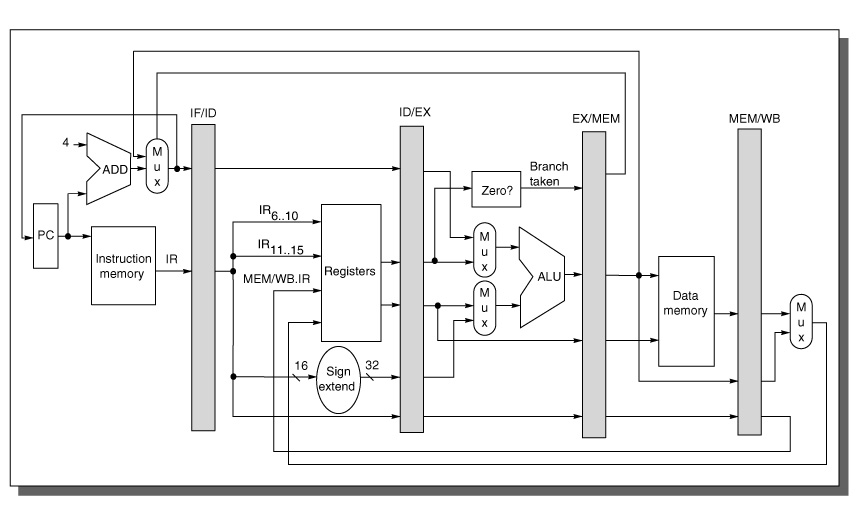 IF/ID
ID/EX
EX/MEM
MEM/WB
4
ADD
M
u
x
PC
Instruction
memory
IR
IR6..10
IR11..15
MEM/WB.IR
Registers
16
Sign
extend
32
Zero?
Branch
taken
M
u
x
M
u
x
ALU
Data
memory
M
u
x